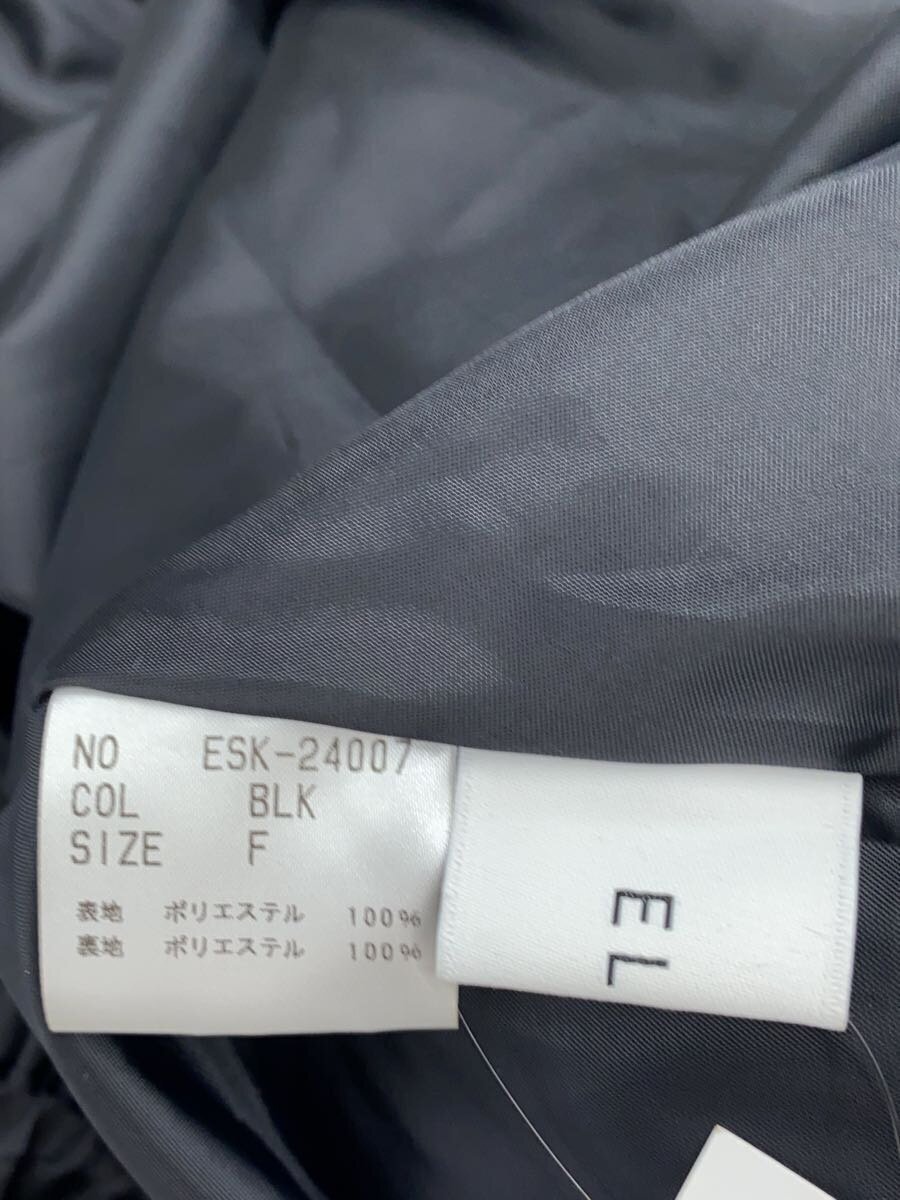 NO ESK-24007
COL BLK
SIZE F
表地 ポリエステル 100%
裏地 ポリエステル 100%
EL